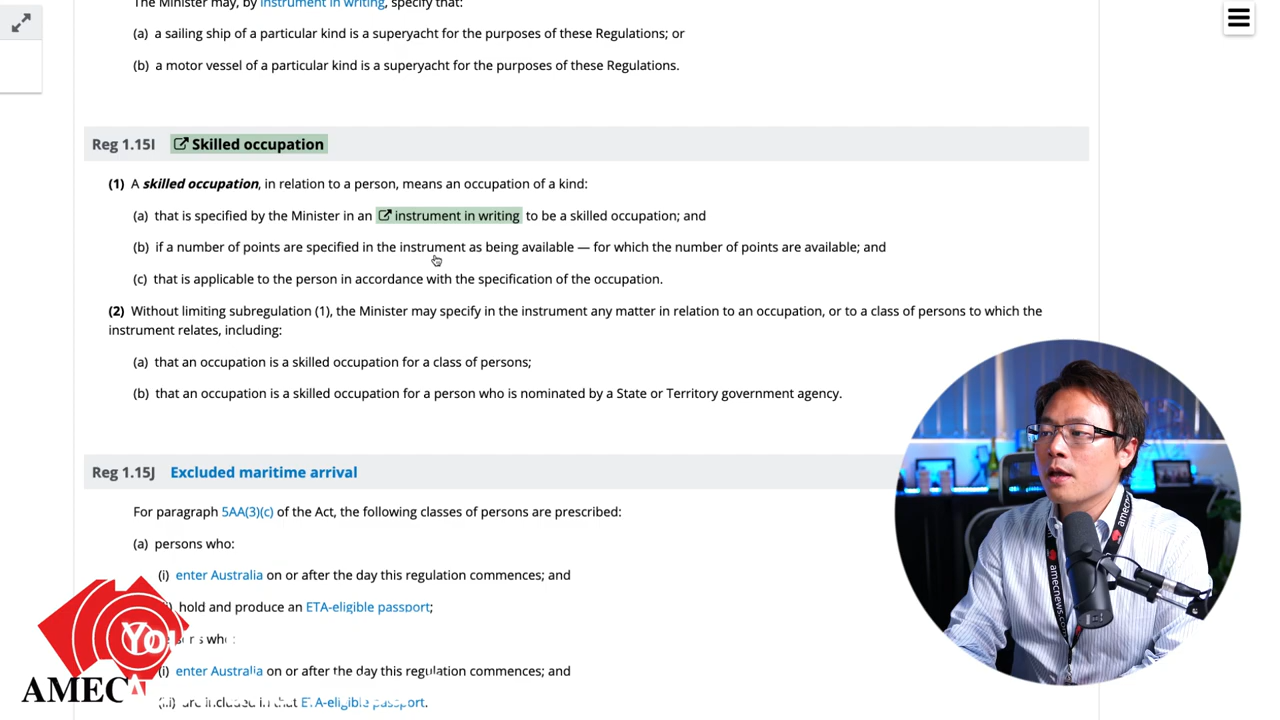 The Minister may, by instrument in writing, specify that:
(a) a sailing ship of a particular kind is a superyacht for the purposes of these Regulations; or
(b) a motor vessel of a particular kind is a superyacht for the purposes of these Regulations.
Reg 1.15I Skilled occupation
(1) A skilled occupation, in relation to a person, means an occupation of a kind:
(a) that is specified by the Minister in an instrument in writing to be a skilled occupation; and
(b) if a number of points are specified in the instrument as being available — for which the number of points are available; and
(c) that is applicable to the person in accordance with the specification of the occupation.
(2) Without limiting subregulation (1), the Minister may specify in the instrument any matter in relation to an occupation, or to a class of persons to which the
instrument relates, including:
(a) that an occupation is a skilled occupation for a class of persons;
(b) that an occupation is a skilled occupation for a person who is nominated by a State or Territory government agency.
Reg 1.15J Excluded maritime arrival
For paragraph 5AA(3)(c) of the Act, the following classes of persons are prescribed:
(a) persons who:
(i) enter Australia on or after the day this regulation commences; and
hold and produce an ETA-eligible passport;
(i) enter Australia on or after the day this regulation commences; and
are included in that ETA-eligible passport.
AMEC
amecnews.com